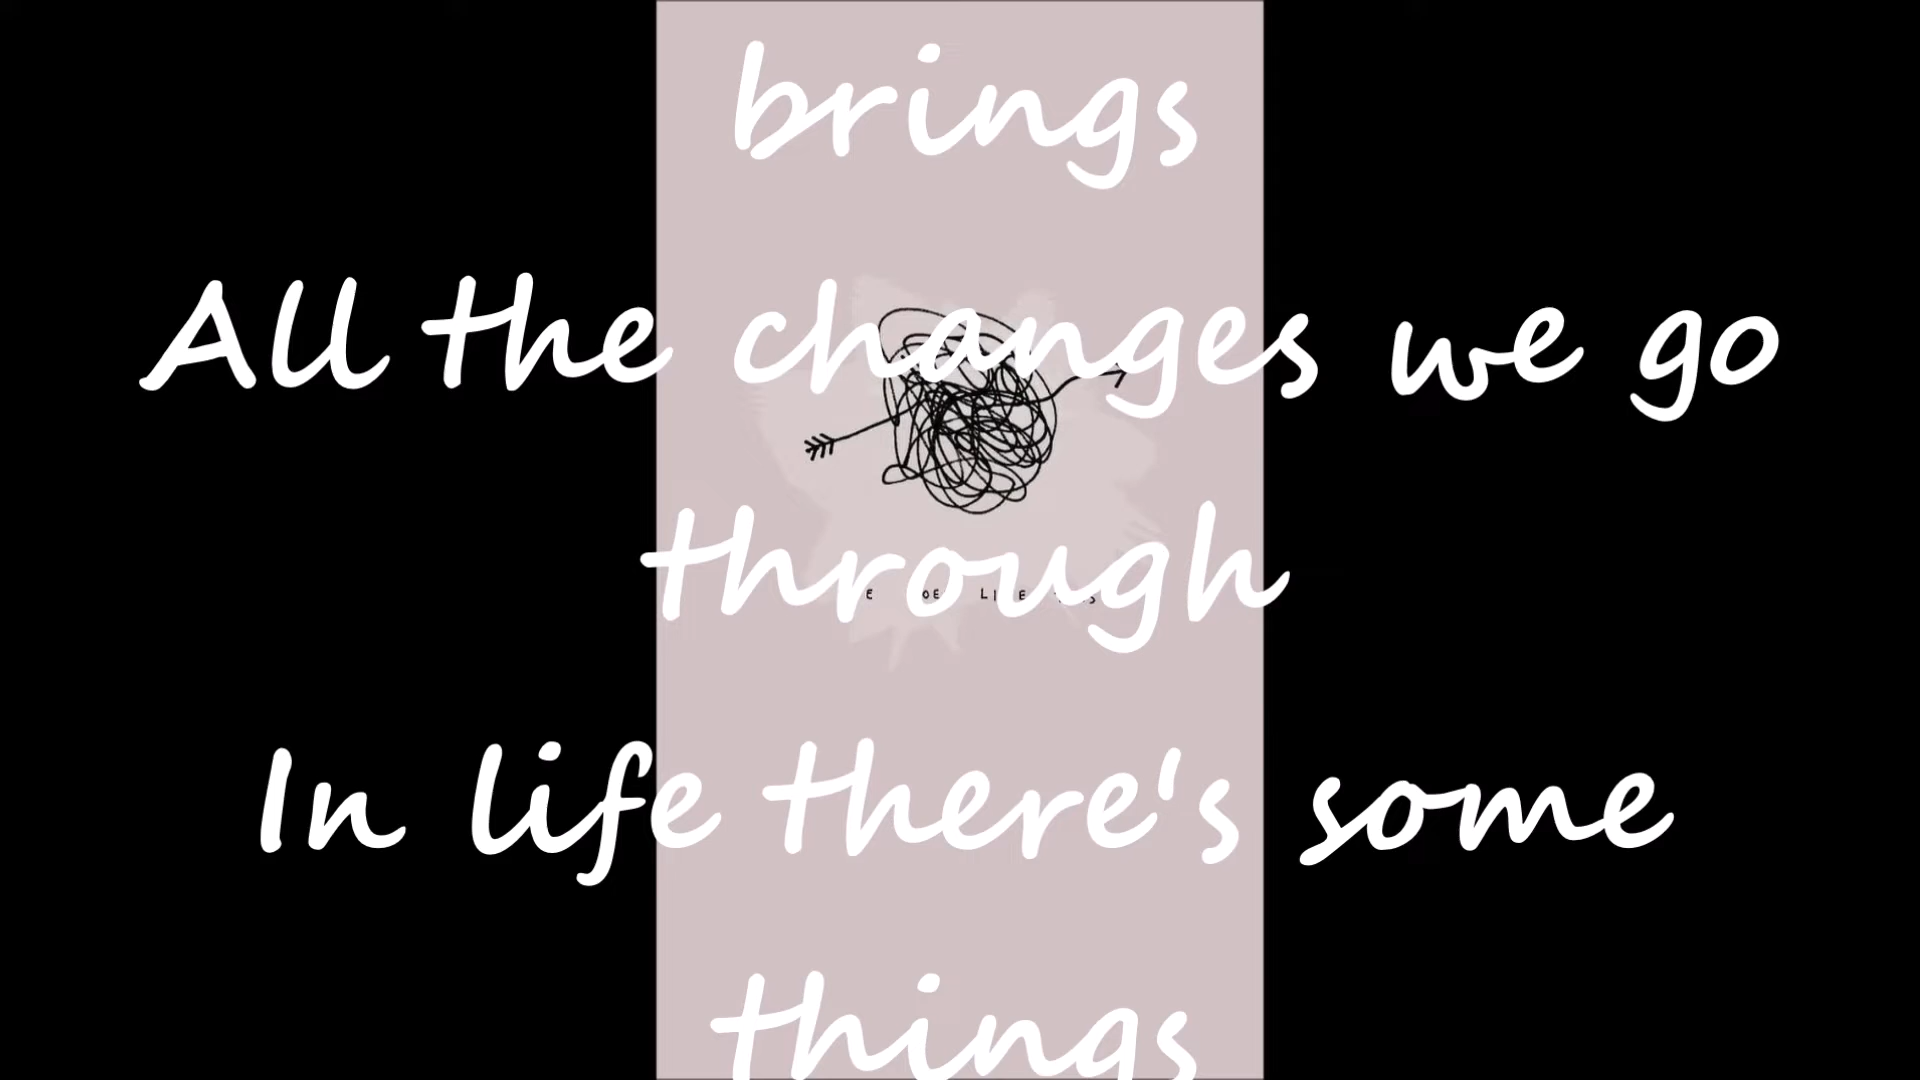 brings
All the changes we go
through
In life there's some
things